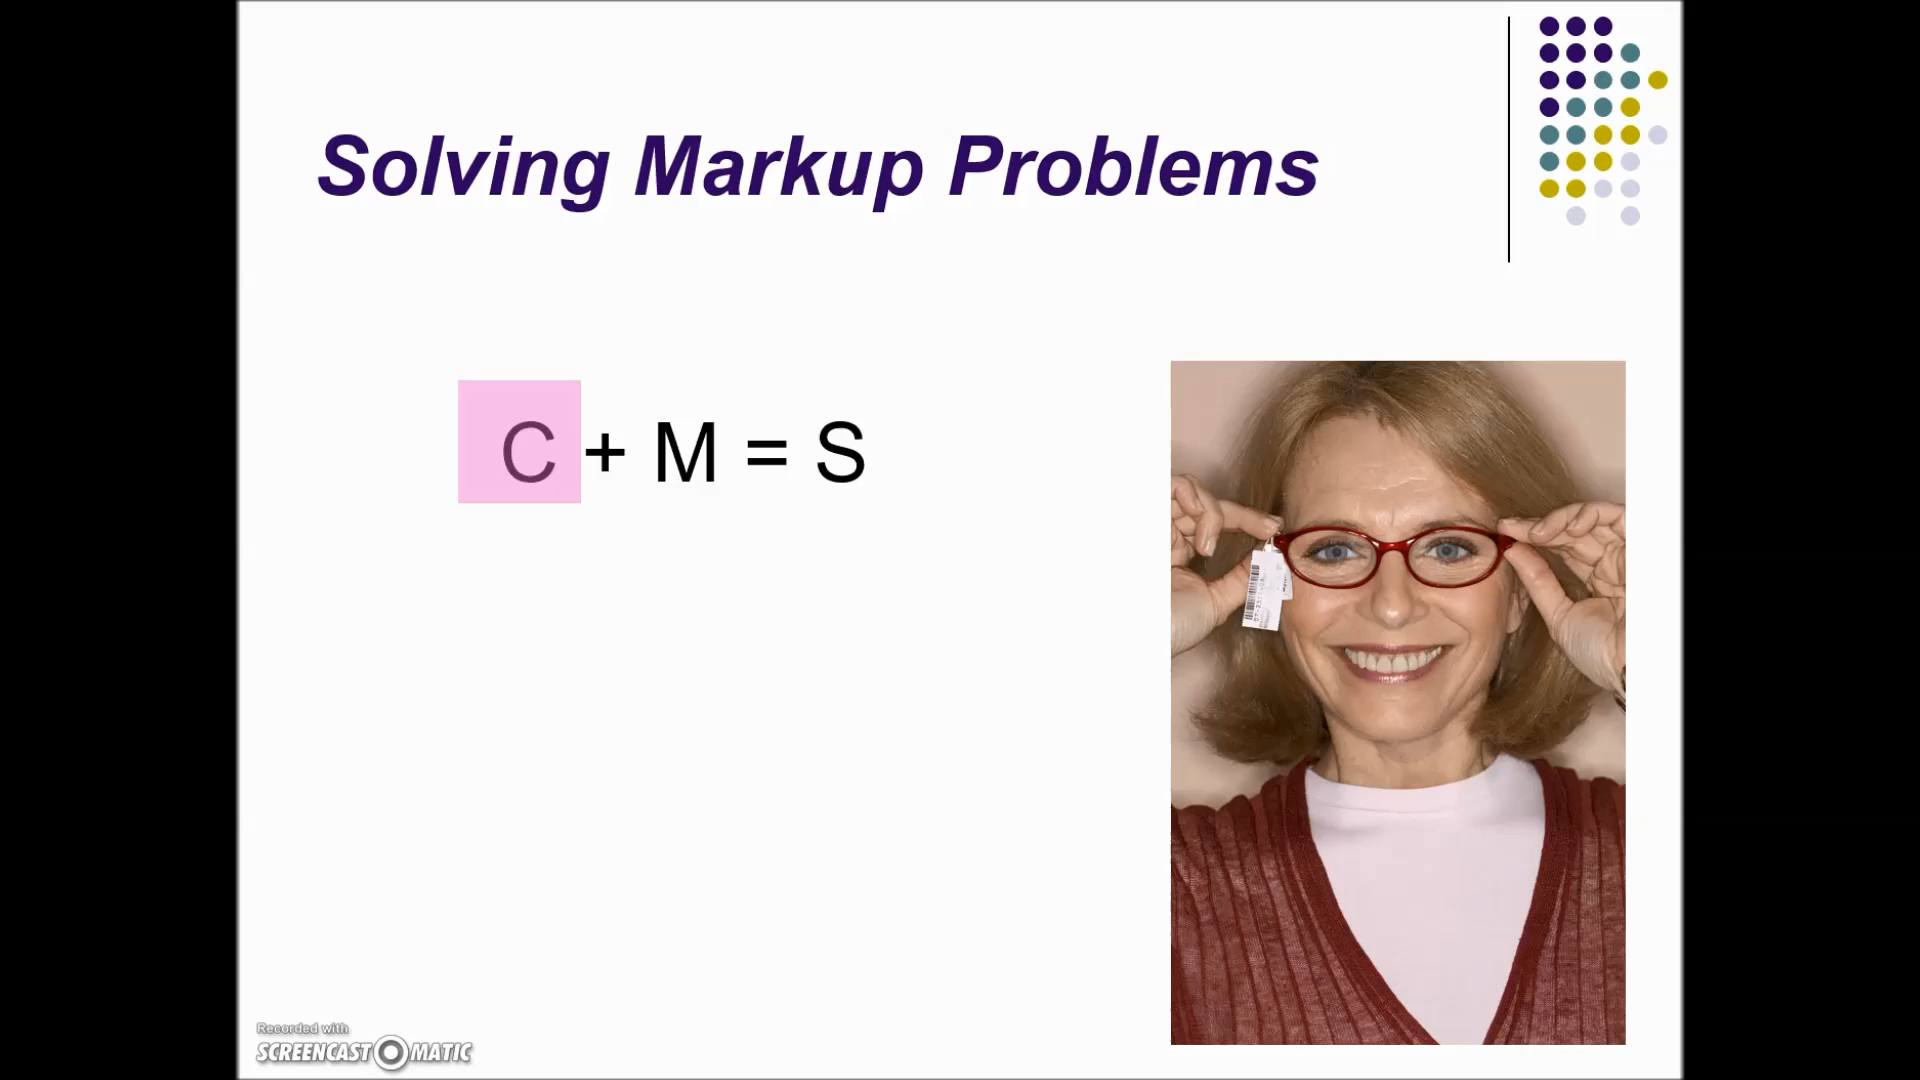 Solving Markup Problems
C + M = S
Recorded with
SCREENCAST MATIC